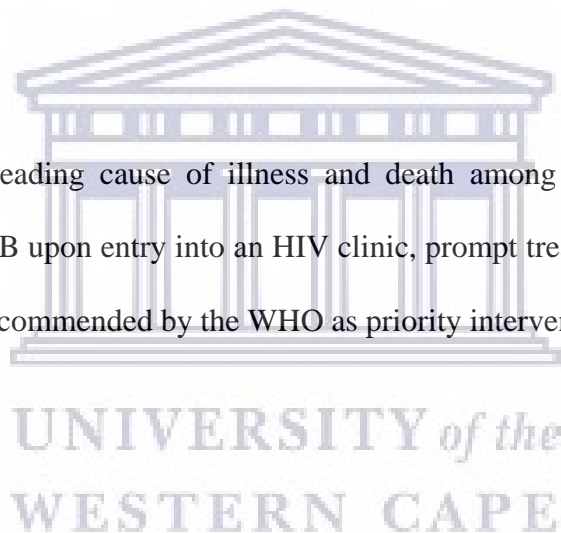 eading cause of illness and death among
B upon entry into an HIV clinic, prompt tre
commended by the WHO as priority interver
UNIVERSITY of the
WESTERN CAPE